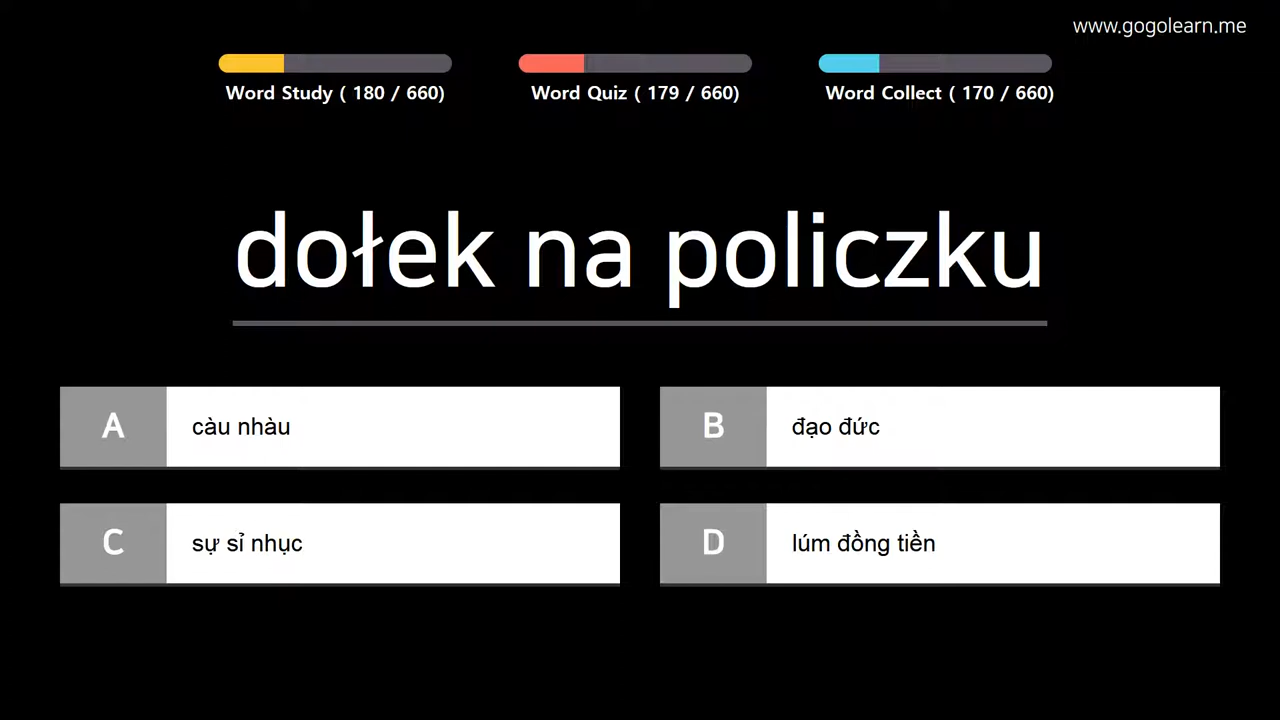 www.gogolearn.me
Word Study ( 180 / 660)
Word Quiz ( 179 / 660)
Word Collect ( 170 / 660)
dołek na policzku
A
càu nhàu
B
đạo đức
C
sự sỉ nhục
D
lúm đồng tiền